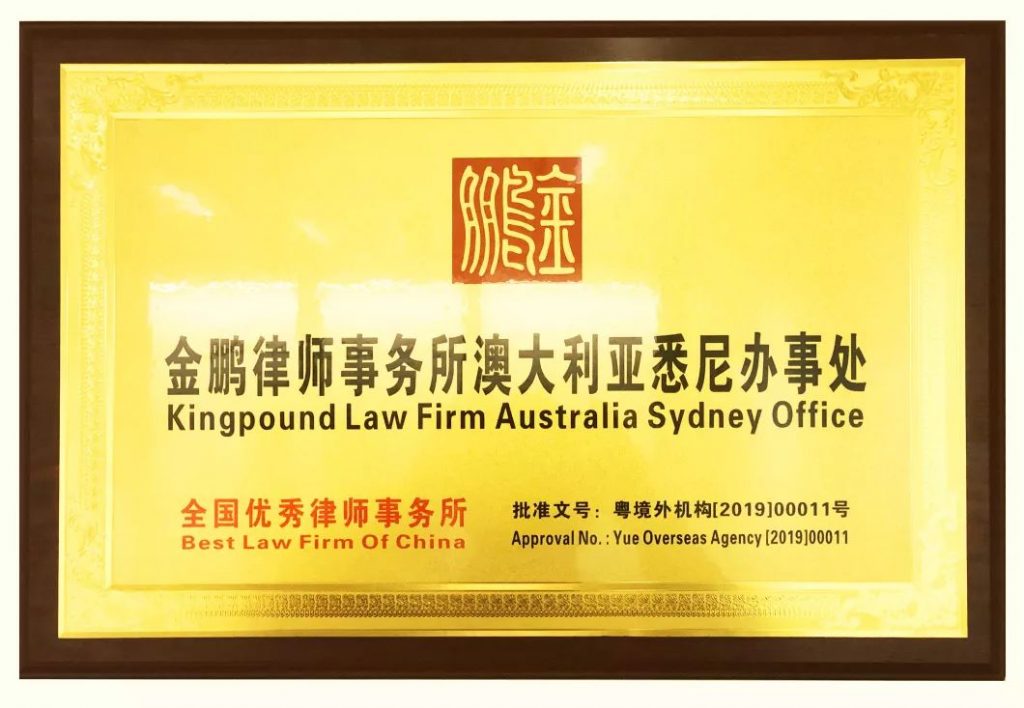 金鹏
金鹏律师事务所澳大利亚悉尼办事处
Kingpound Law Firm Australia Sydney Office
全国优秀律师事务所
Best Law Firm Of China
批准文号：粤境外机构[2019]00011号
Approval No. : Yue Overseas Agency [2019]00011